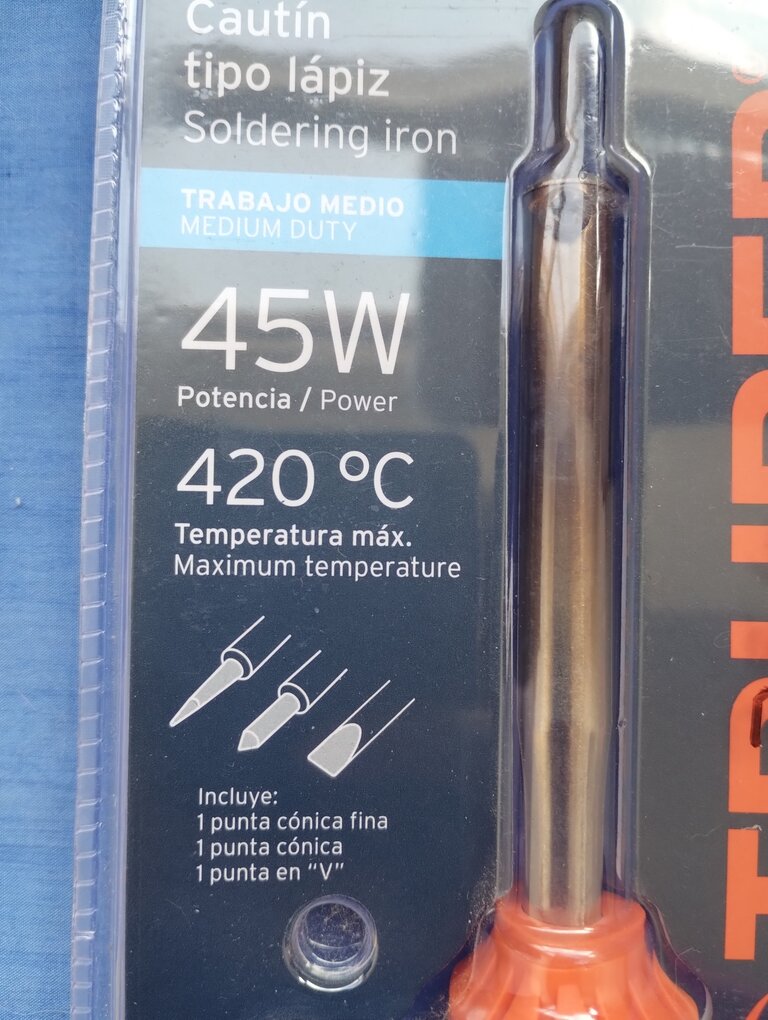 Cautín
tipo lápiz
Soldering iron
TRABAJO MEDIO
MEDIUM DUTY
45W
Potencia / Power
420 °C
Temperatura máx.
Maximum temperature
Incluye:
1 punta cónica fina
1 punta cónica
1 punta en “V”
TRUPER